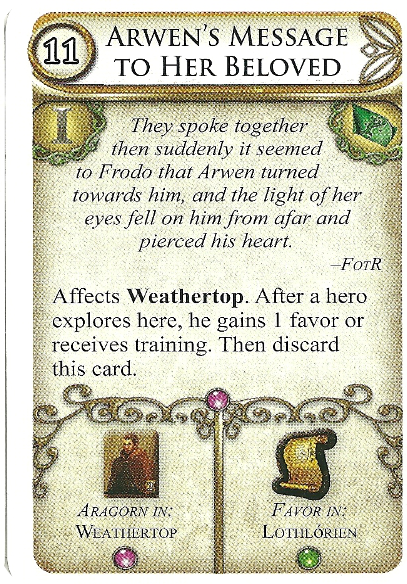 11
ARWEN'S MESSAGE
TO HER BELOVED
I
They spoke together
then suddenly it seemed
to Frodo that Arwen turned
towards him, and the light of her
eyes fell on him from afar and
pierced his heart.
–FOTR
Affects Weathertop. After a hero
explores here, he gains 1 favor or
receives training. Then discard
this card.
ARAGORN IN:
WEATHERTOP
FAVOR IN:
LOTHLÓRIEN